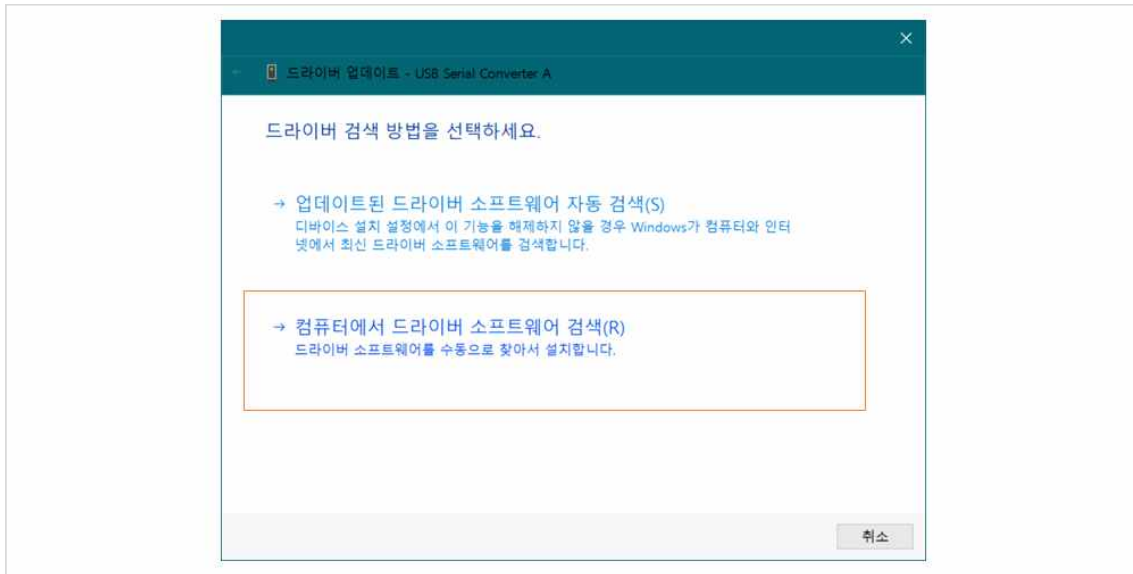 드라이버 업데이트 - USB Serial Converter A
드라이버 검색 방법을 선택하세요.
→ 업데이트된 드라이버 소프트웨어 자동 검색(S)
디바이스 설치 설정에서 이 기능을 해제하지 않을 경우 Windows가 컴퓨터와 인터
넷에서 최신 드라이버 소프트웨어를 검색합니다.
→ 컴퓨터에서 드라이버 소프트웨어 검색(R)
드라이버 소프트웨어를 수동으로 찾아서 설치합니다.
취소